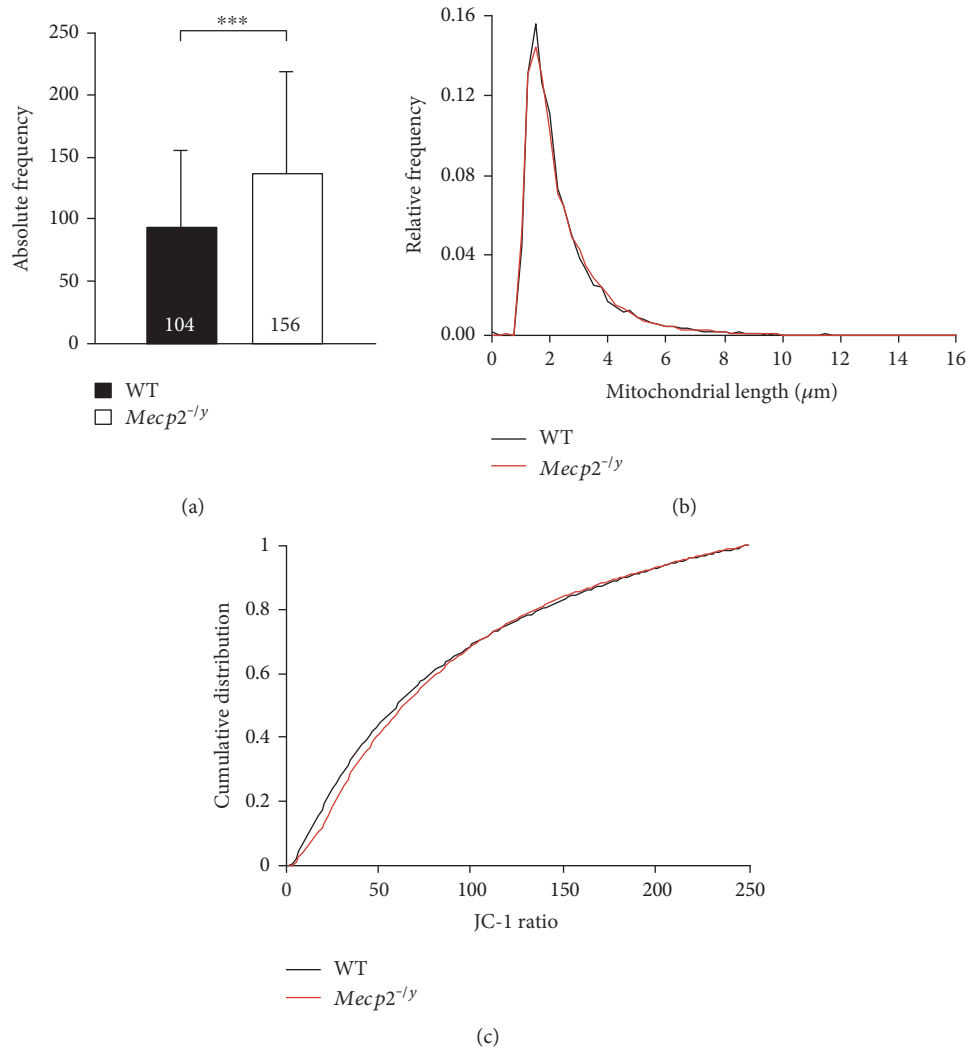 250
200
150
100
50
0
Absolute frequency
***
104
156
WT
Mecp2⁻/ʸ
(a)
0.16
0.12
0.08
0.04
0.00
Relative frequency
0 2 4 6 8 10 12 14 16
Mitochondrial length (μm)
WT
Mecp2⁻/ʸ
(b)
1
0.8
0.6
0.4
0.2
0
Cumulative distribution
0 50 100 150 200 250
JC-1 ratio
WT
Mecp2⁻/ʸ
(c)